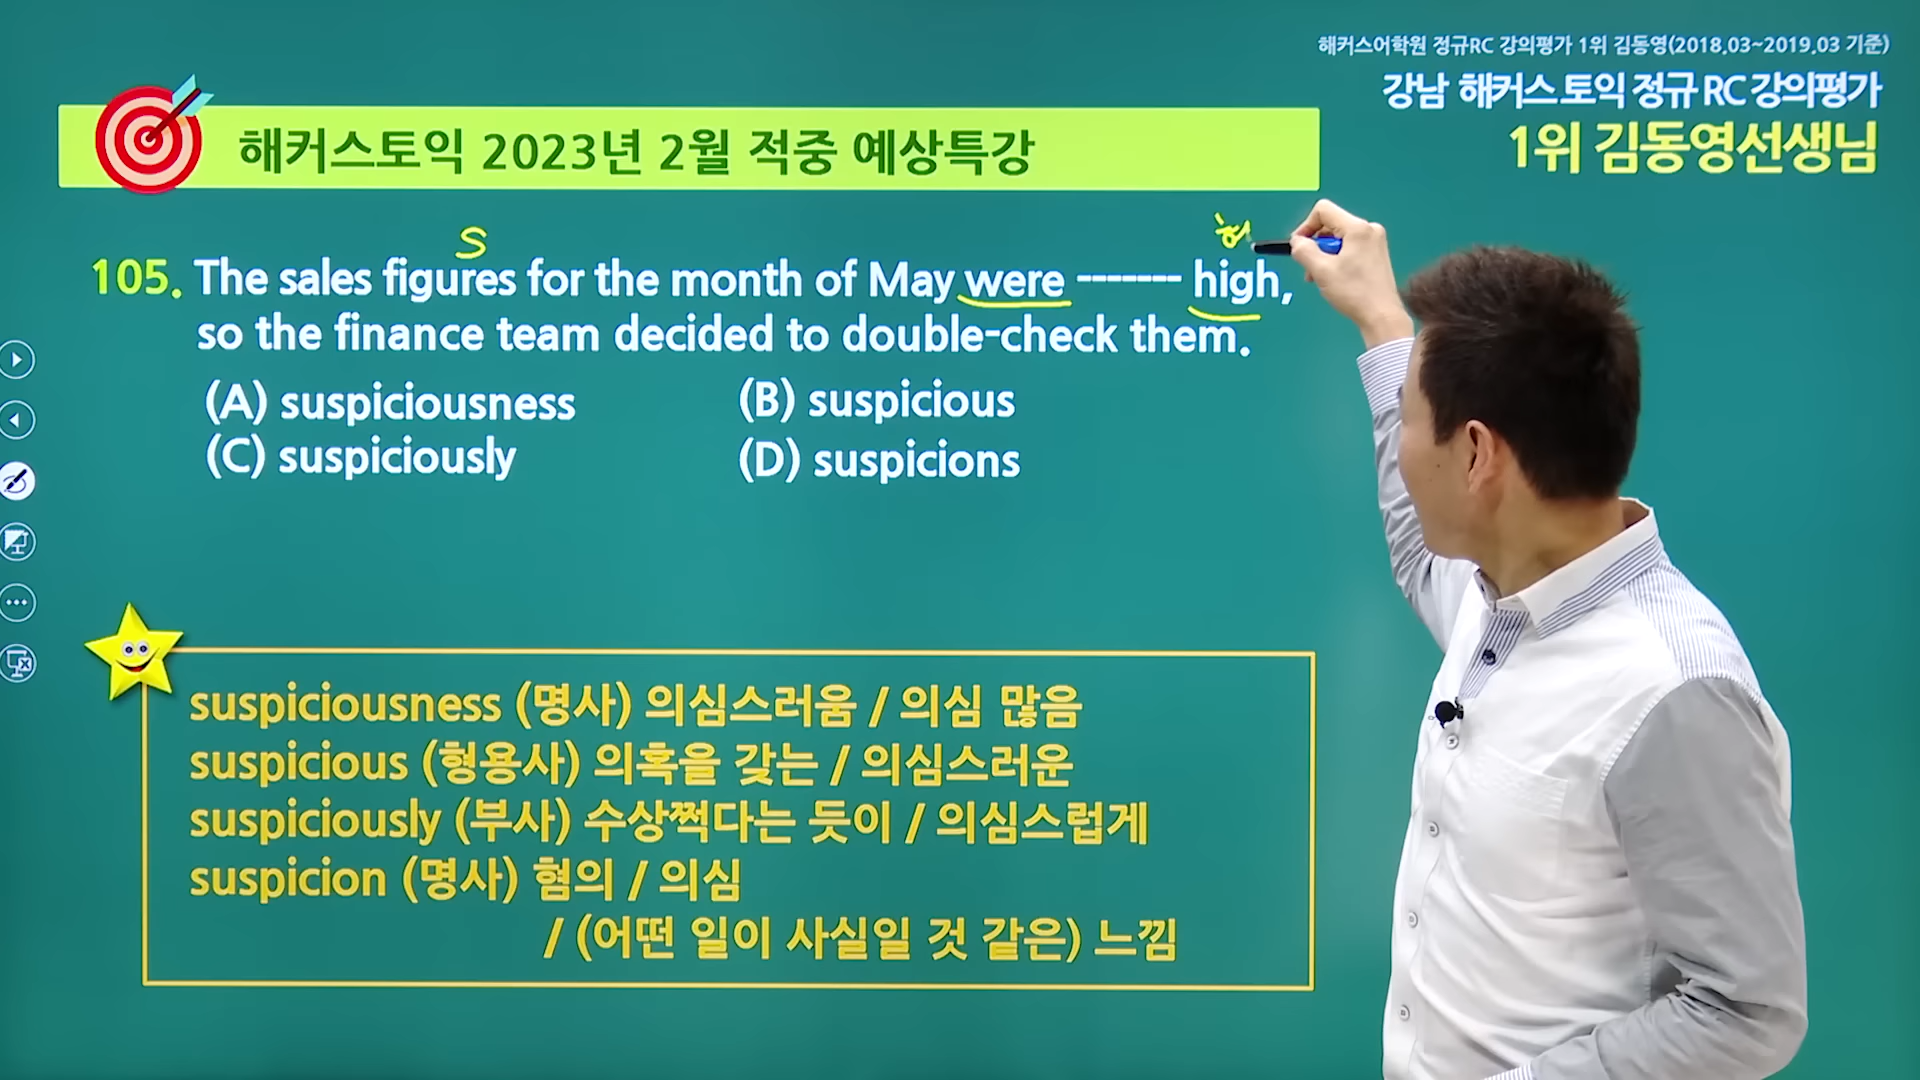 해커스어학원 정규RC 강의평가 1위 김동영(2018.03~2019.03 기준)
강남 해커스 토익 정규 RC 강의평가
1위 김동영선생님
해커스토익 2023년 2월 적중 예상특강
S
105. The sales figures for the month of May were ------- high,
so the finance team decided to double-check them.
(A) suspiciousness (B) suspicious
(C) suspiciously (D) suspicions
suspiciousness (명사) 의심스러움 / 의심 많음
suspicious (형용사) 의혹을 갖는 / 의심스러운
suspiciously (부사) 수상쩍다는 듯이 / 의심스럽게
suspicion (명사) 혐의 / 의심
/ (어떤 일이 사실일 것 같은) 느낌